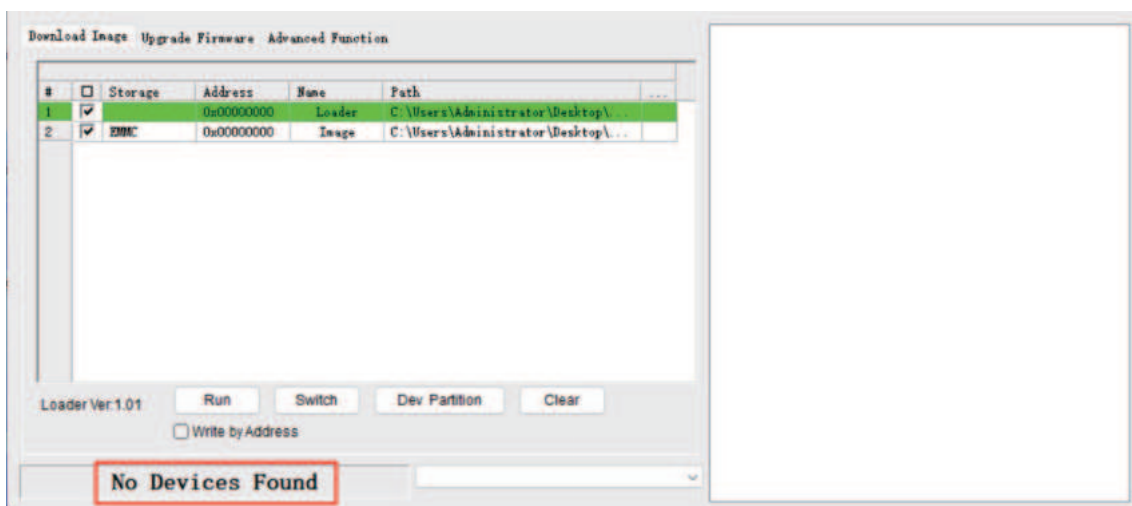 Download Image Upgrade Firmware Advanced Function
# Storage Address Name Path ...
1 0x00000000 Loader C:\Users\Administrator\Desktop\...
2 EMMC 0x00000000 Image C:\Users\Administrator\Desktop\...
Loader Ver:1.01 Run Switch Dev Partition Clear
Write by Address
No Devices Found